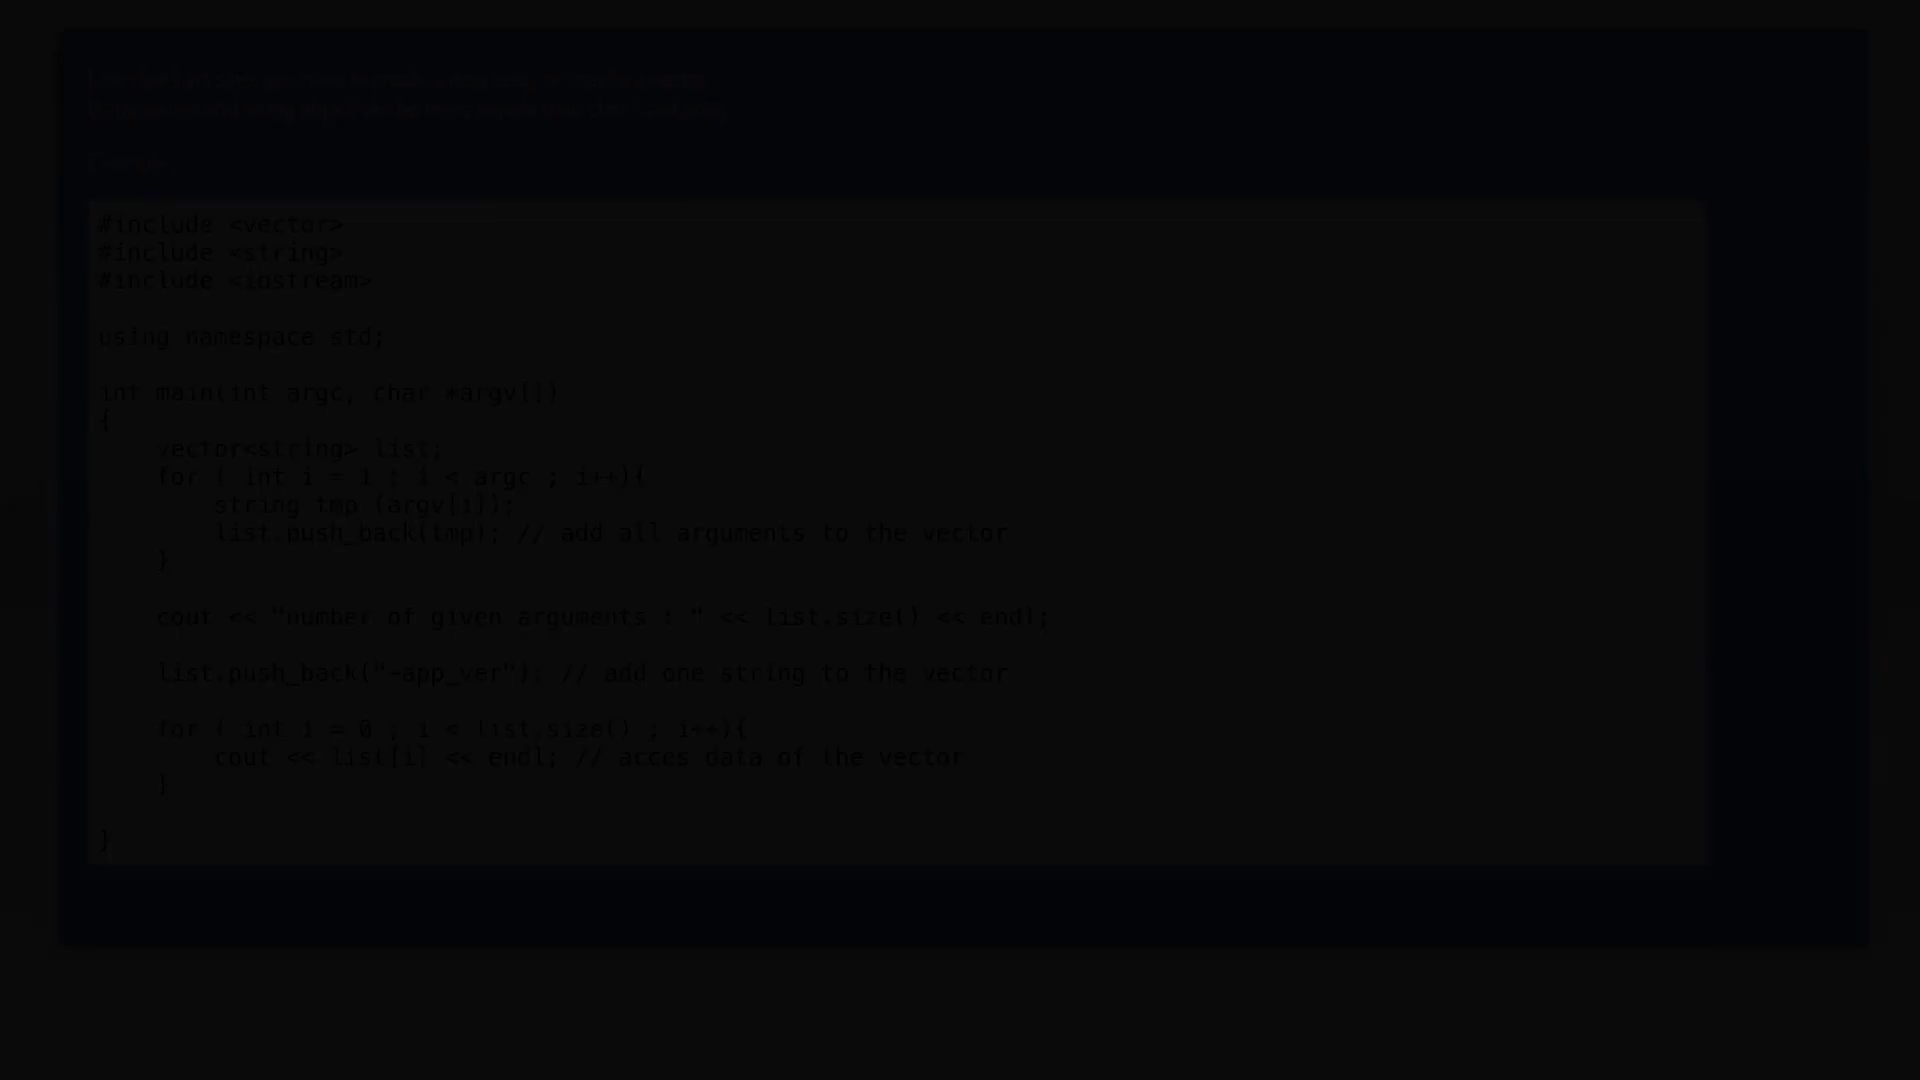 #include <vector>
#include <string>
#include <iostream>
using namespace std;
int main(int argc, char *argv[])
{
    vector<string> list;
    for ( int i = 1 ; i < argc ; i++){
        string tmp (argv[i]);
        list.push_back(tmp); // add all arguments to the vector
    }
    cout << "number of given arguments : " << list.size() << endl;
    list.push_back("-app_ver"); // add one string to the vector
    for ( int i = 0 ; i < list.size() ; i++){
        cout << list[i] << endl; // acces data of the vector
    }
}